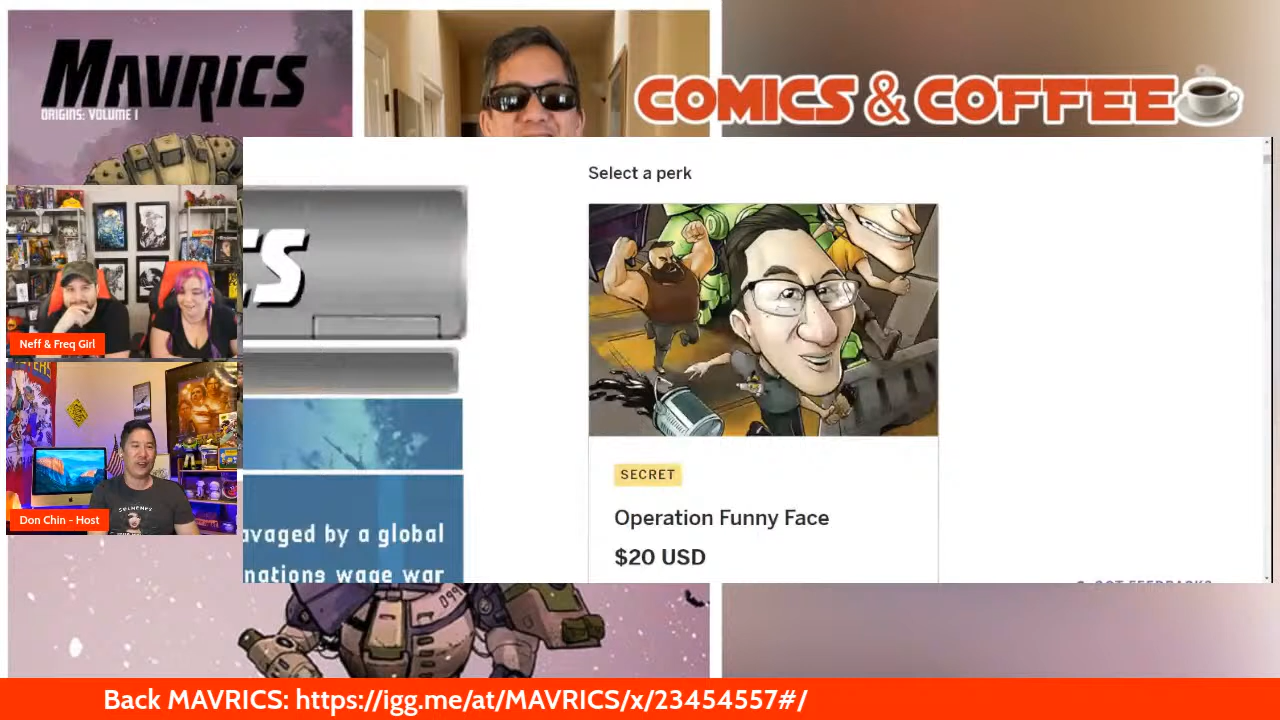 MAVRICS
ORIGINS: VOLUME I
COMICS & COFFEE
Select a perk
CS
Neff & Freq Girl
SECRET
Operation Funny Face
$20 USD
Don Chin - Host
avaged by a global
nations wage war
Back MAVRICS: https://igg.me/at/MAVRICS/x/23454557#/